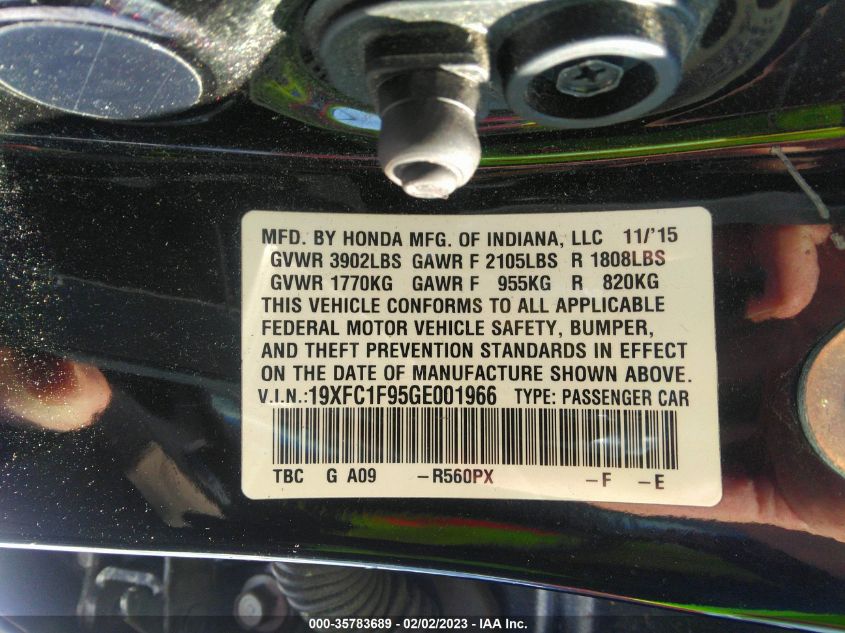 MFD. BY HONDA MFG. OF INDIANA, LLC 11/'15
GVWR 3902LBS GAWR F 2105LBS R 1808LBS
GVWR 1770KG GAWR F 955KG R 820KG
THIS VEHICLE CONFORMS TO ALL APPLICABLE
FEDERAL MOTOR VEHICLE SAFETY, BUMPER,
AND THEFT PREVENTION STANDARDS IN EFFECT
ON THE DATE OF MANUFACTURE SHOWN ABOVE.
V.I.N.:19XFC1F95GE001966 TYPE: PASSENGER CAR
TBC G A09 -R560PX -F -E
000-35783689 - 02/02/2023 - IAA Inc.